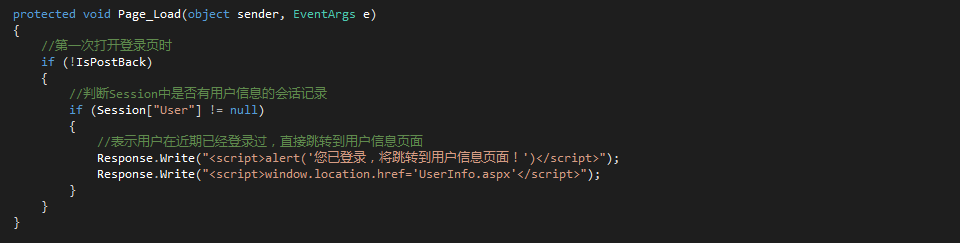 protected void Page_Load(object sender, EventArgs e)
{
    //第一次打开登录页时
    if (!IsPostBack)
    {
        //判断Session中是否有用户信息的会话记录
        if (Session["User"] != null)
        {
            //表示用户在近期已经登录过，直接跳转到用户信息页面
            Response.Write("<script>alert('您已登录，将跳转到用户信息页面！')</script>");
            Response.Write("<script>window.location.href='UserInfo.aspx'</script>");
        }
    }
}